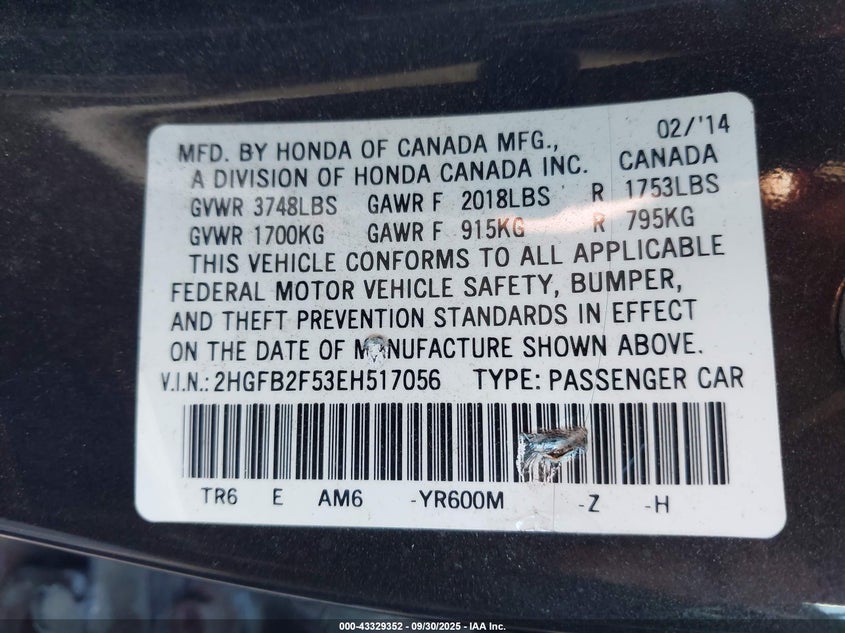 02/'14
MFD. BY HONDA OF CANADA MFG.,
A DIVISION OF HONDA CANADA INC. CANADA
GVWR 3748LBS GAWR F 2018LBS R 1753LBS
GVWR 1700KG GAWR F 915KG R 795KG
THIS VEHICLE CONFORMS TO ALL APPLICABLE
FEDERAL MOTOR VEHICLE SAFETY, BUMPER,
AND THEFT PREVENTION STANDARDS IN EFFECT
ON THE DATE OF MANUFACTURE SHOWN ABOVE.
V.I.N.: 2HGFB2F53EH517056 TYPE: PASSENGER CAR
TR6 E AM6 -YR600M -Z -H
000-43329352 | 09/30/2025 | IAA Inc.